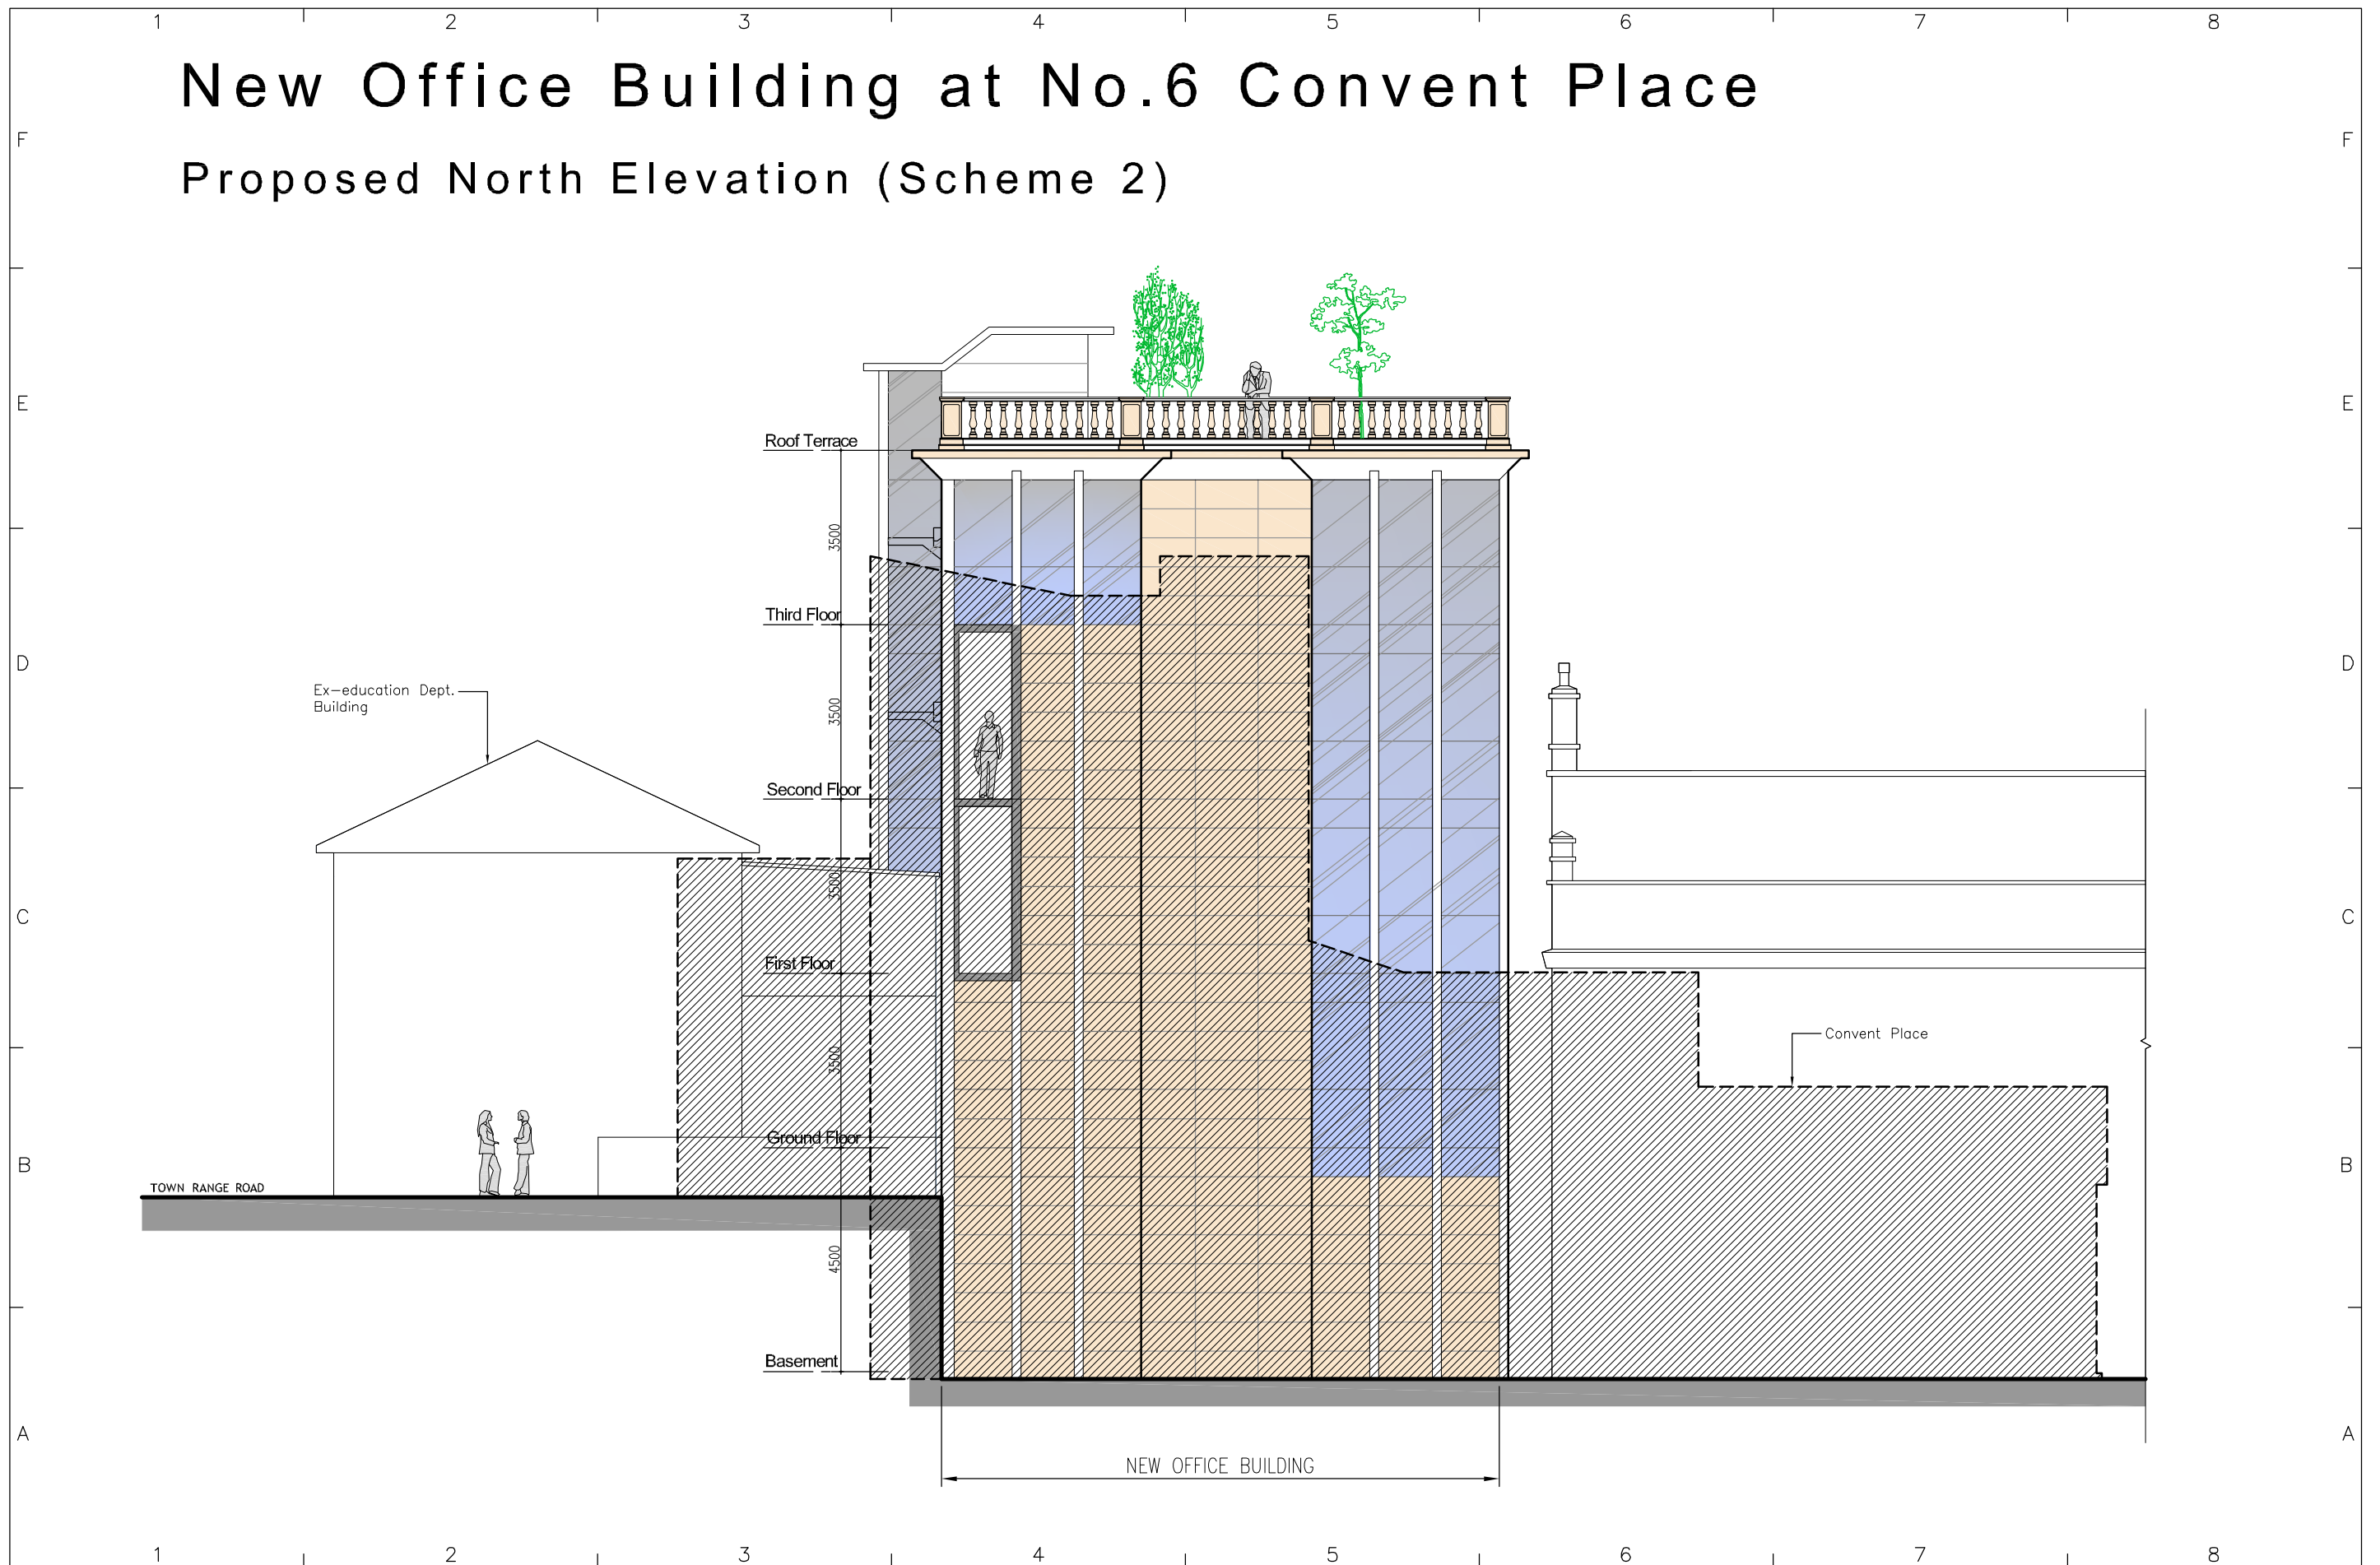 1 2 3 4 5 6 7 8
New Office Building at No.6 Convent Place
F F
Proposed North Elevation (Scheme 2)
E E
Roof Terrace
3500
Third Floor
D D
Ex-education Dept.
Building
3500
Second Floor
3500
C C
First Floor
Convent Place
3500
Ground Floor
B B
TOWN RANGE ROAD
4500
Basement
A A
NEW OFFICE BUILDING
1 2 3 4 5 6 7 8